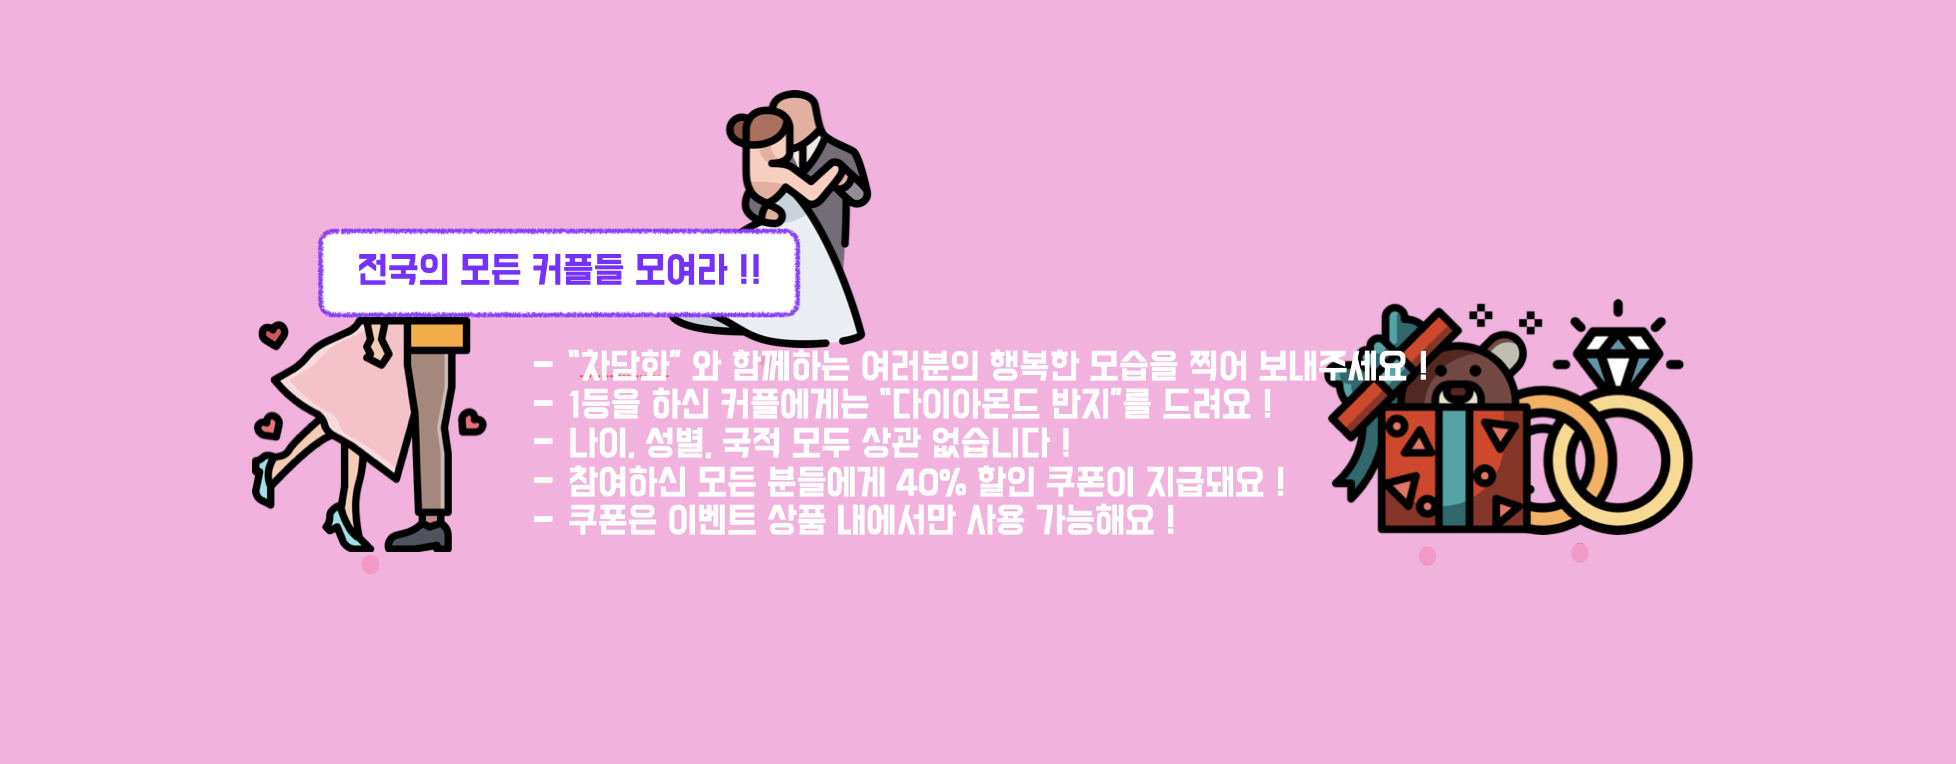 전국의 모든 커플들 모여라 !!
- "차담화" 와 함께하는 여러분의 행복한 모습을 찍어 보내주세요 !
- 1등을 하신 커플에게는 "다이아몬드 반지"를 드려요 !
- 나이, 성별, 국적 모두 상관 없습니다 !
- 참여하신 모든 분들에게 40% 할인 쿠폰이 지급돼요 !
- 쿠폰은 이벤트 상품 내에서만 사용 가능해요 !